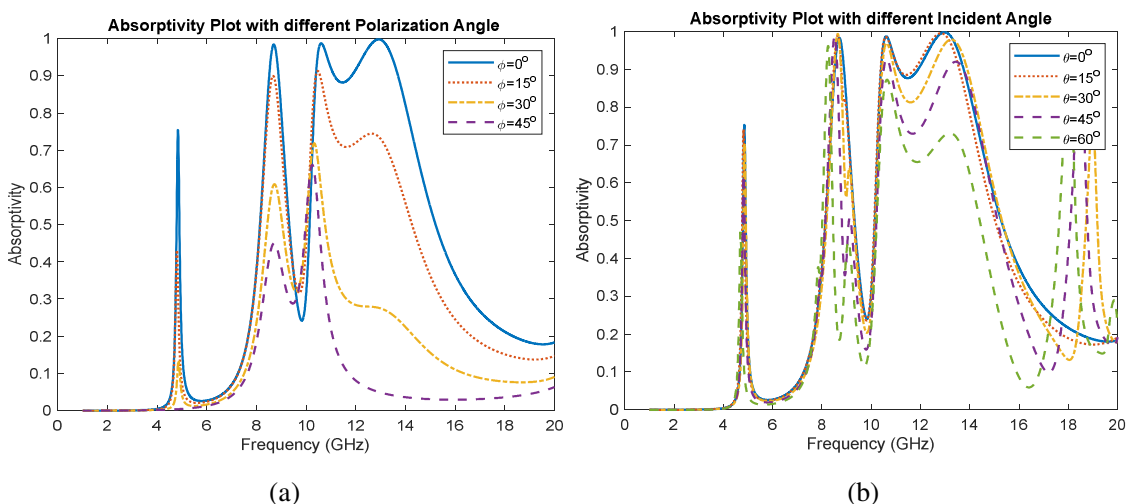 Absorptivity Plot with different Polarization Angle
1
0.9
0.8
0.7
0.6
0.5
0.4
0.3
0.2
0.1
0
Absorptivity
0 2 4 6 8 10 12 14 16 18 20
Frequency (GHz)
ϕ=0°
ϕ=15°
ϕ=30°
ϕ=45°
(a)
Absorptivity Plot with different Incident Angle
1
0.9
0.8
0.7
0.6
0.5
0.4
0.3
0.2
0.1
0
Absorptivity
0 2 4 6 8 10 12 14 16 18 20
Frequency (GHz)
θ=0°
θ=15°
θ=30°
θ=45°
θ=60°
(b)